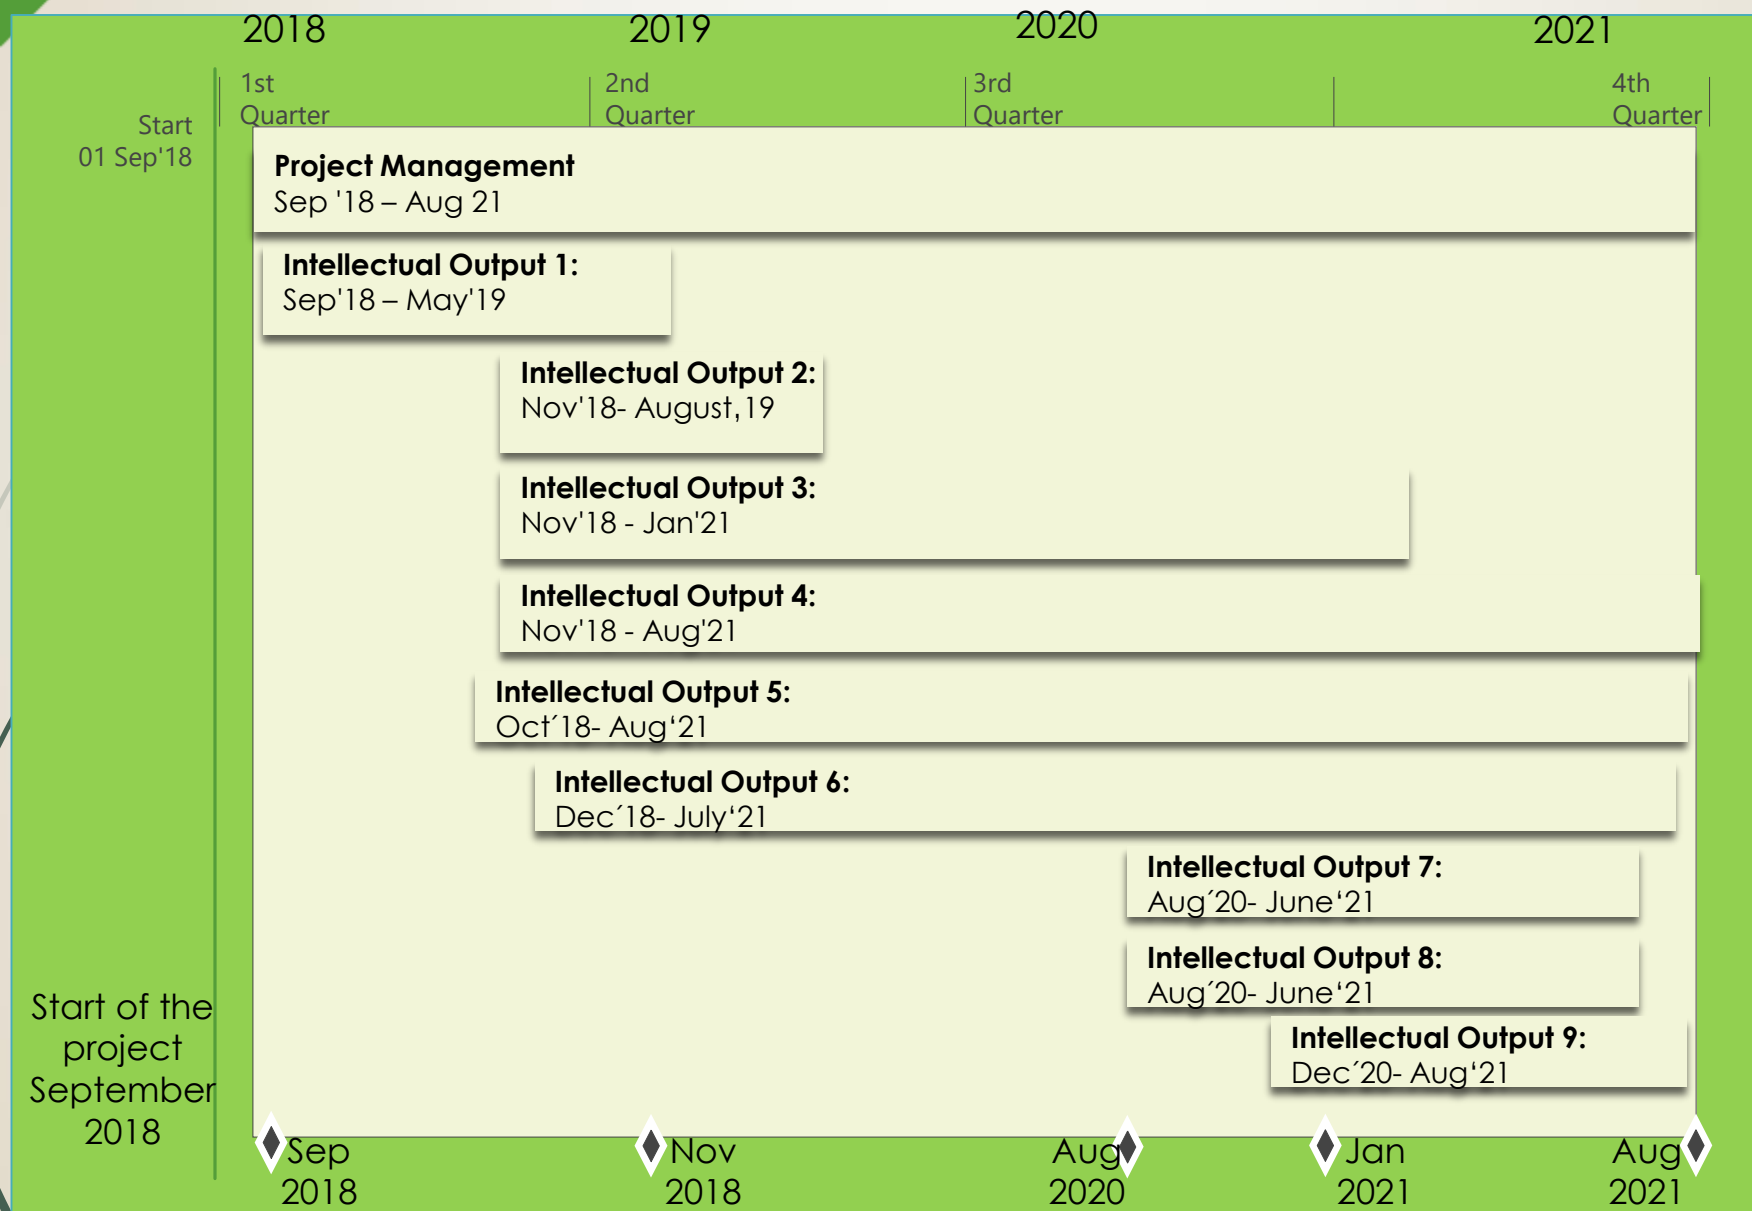 2018
2019
2020
2021
1st
Quarter
2nd
Quarter
3rd
Quarter
4th
Quarter
Start
01 Sep'18
Project Management
Sep '18 – Aug 21
Intellectual Output 1:
Sep'18 – May'19
Intellectual Output 2:
Nov'18- August,19
Intellectual Output 3:
Nov'18 - Jan'21
Intellectual Output 4:
Nov'18 - Aug'21
Intellectual Output 5:
Oct´18- Aug‘21
Intellectual Output 6:
Dec´18- July‘21
Intellectual Output 7:
Aug´20- June‘21
Intellectual Output 8:
Aug´20- June‘21
Intellectual Output 9:
Dec´20- Aug‘21
Start of the
project
September
2018
Sep
2018
Nov
2018
Aug
2020
Jan
2021
Aug
2021